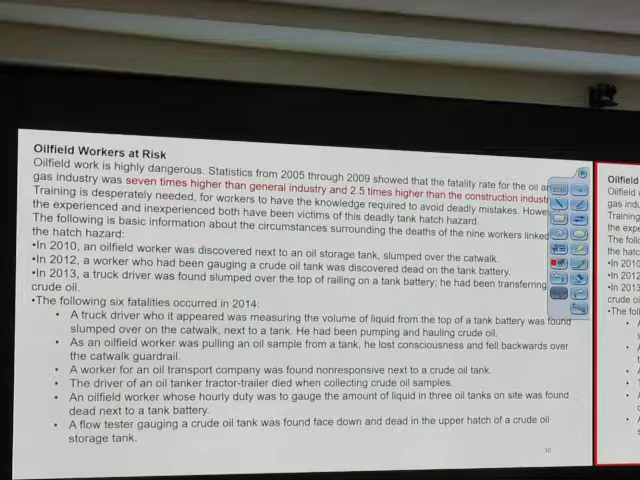 Oilfield Workers at Risk
Oilfield work is highly dangerous. Statistics from 2005 through 2009 showed that the fatality rate for the oil an
gas industry was seven times higher than general industry and 2.5 times higher than the construction indust
Training is desperately needed, for workers to have the knowledge required to avoid deadly mistakes. Howe
the experienced and inexperienced both have been victims of this deadly tank hatch hazard.
The following is basic information about the circumstances surrounding the deaths of the nine workers linked
the hatch hazard:
•In 2010, an oilfield worker was discovered next to an oil storage tank, slumped over the catwalk.
•In 2012, a worker who had been gauging a crude oil tank was discovered dead on the tank battery.
•In 2013, a truck driver was found slumped over the top of railing on a tank battery; he had been transferring
crude oil.
•The following six fatalities occurred in 2014:
• A truck driver who it appeared was measuring the volume of liquid from the top of a tank battery was found
slumped over on the catwalk, next to a tank. He had been pumping and hauling crude oil.
• As an oilfield worker was pulling an oil sample from a tank, he lost consciousness and fell backwards over
the catwalk guardrail.
• A worker for an oil transport company was found nonresponsive next to a crude oil tank.
• The driver of an oil tanker tractor-trailer died when collecting crude oil samples.
• An oilfield worker whose hourly duty was to gauge the amount of liquid in three oil tanks on site was found
dead next to a tank battery.
• A flow tester gauging a crude oil tank was found face down and dead in the upper hatch of a crude oil
storage tank.
Oilfield
Oilfield
gas indu
Training
the expe
The follo
the hatc
•In 2010
•In 2012
•In 2013
crude oi
•The fol